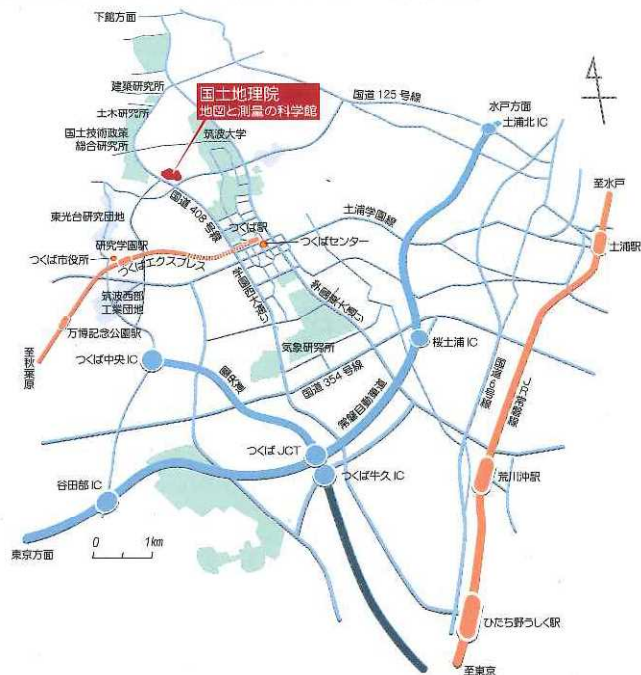 下館方面
建築研究所
国土地理院
地図と測量の科学館
国道125号線
水戸方面
土浦北IC
土木研究所
国土技術政策
総合研究所
筑波大学
至水戸
国道408号線
東光台研究団地
土浦学園線
つくば駅
つくばセンター
土浦駅
研究学園駅
つくば市役所
つくばエクスプレス
学園西大通り
学園東大通り
筑波西部
工業団地
万博記念公園駅
気象研究所
桜土浦IC
至秋葉原
つくば中央IC
国道354号線
国道6号線
JR常磐線
圏央道
常磐自動車道
つくばJCT
つくば牛久IC
荒川沖駅
谷田部IC
0 1km
東京方面
ひたち野うしく駅
至東京